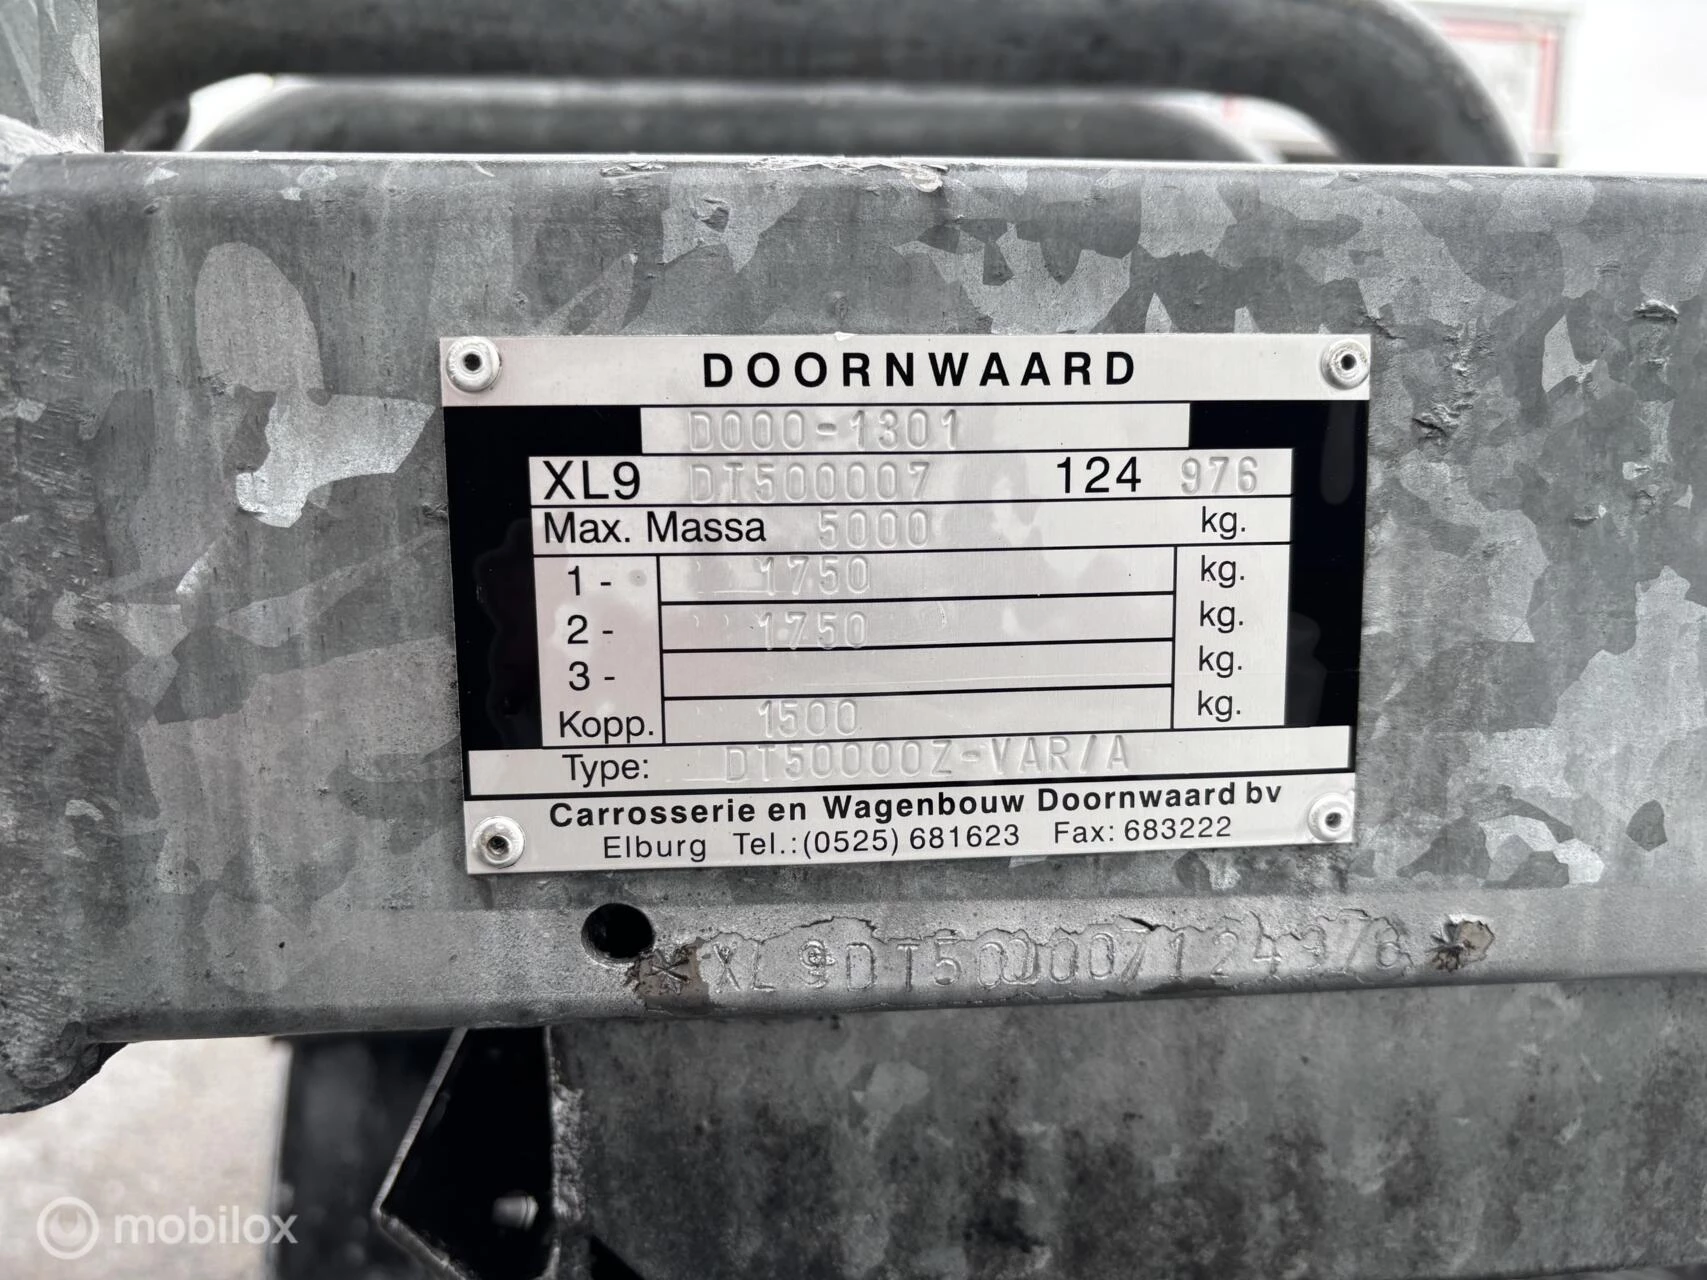 DOORNWAARD
D000-1301
XL9 DT500007 124 976
Max. Massa 5000 kg.
1 - 1750 kg.
2 - 1750 kg.
3 - kg.
Kopp. 1500 kg.
Type: DT50000Z-VAR/A
Carrosserie en Wagenbouw Doornwaard bv
Elburg Tel.:(0525) 681623 Fax: 683222
*XL9DT500007124976*
mobilox